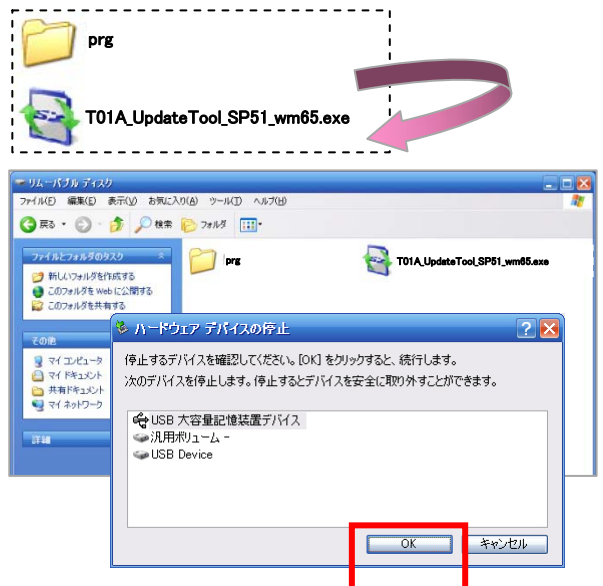 prg
T01A_UpdateTool_SP51_wm65.exe
リムーバブル ディスク
ファイル(F) 編集(E) 表示(V) お気に入り(A) ツール(T) ヘルプ(H)
戻る 検索 フォルダ
ファイルとフォルダのタスク
新しいフォルダを作成する
このフォルダを Web に公開する
このフォルダを共有する
prg
T01A_UpdateTool_SP51_wm65.exe
その他
マイ コンピュータ
マイ ドキュメント
共有ドキュメント
マイ ネットワーク
詳細
ハードウェア デバイスの停止
停止するデバイスを確認してください。[OK] をクリックすると、続行します。
次のデバイスを停止します。停止するとデバイスを安全に取り外すことができます。
USB 大容量記憶装置デバイス
汎用ボリューム -
USB Device
OK キャンセル